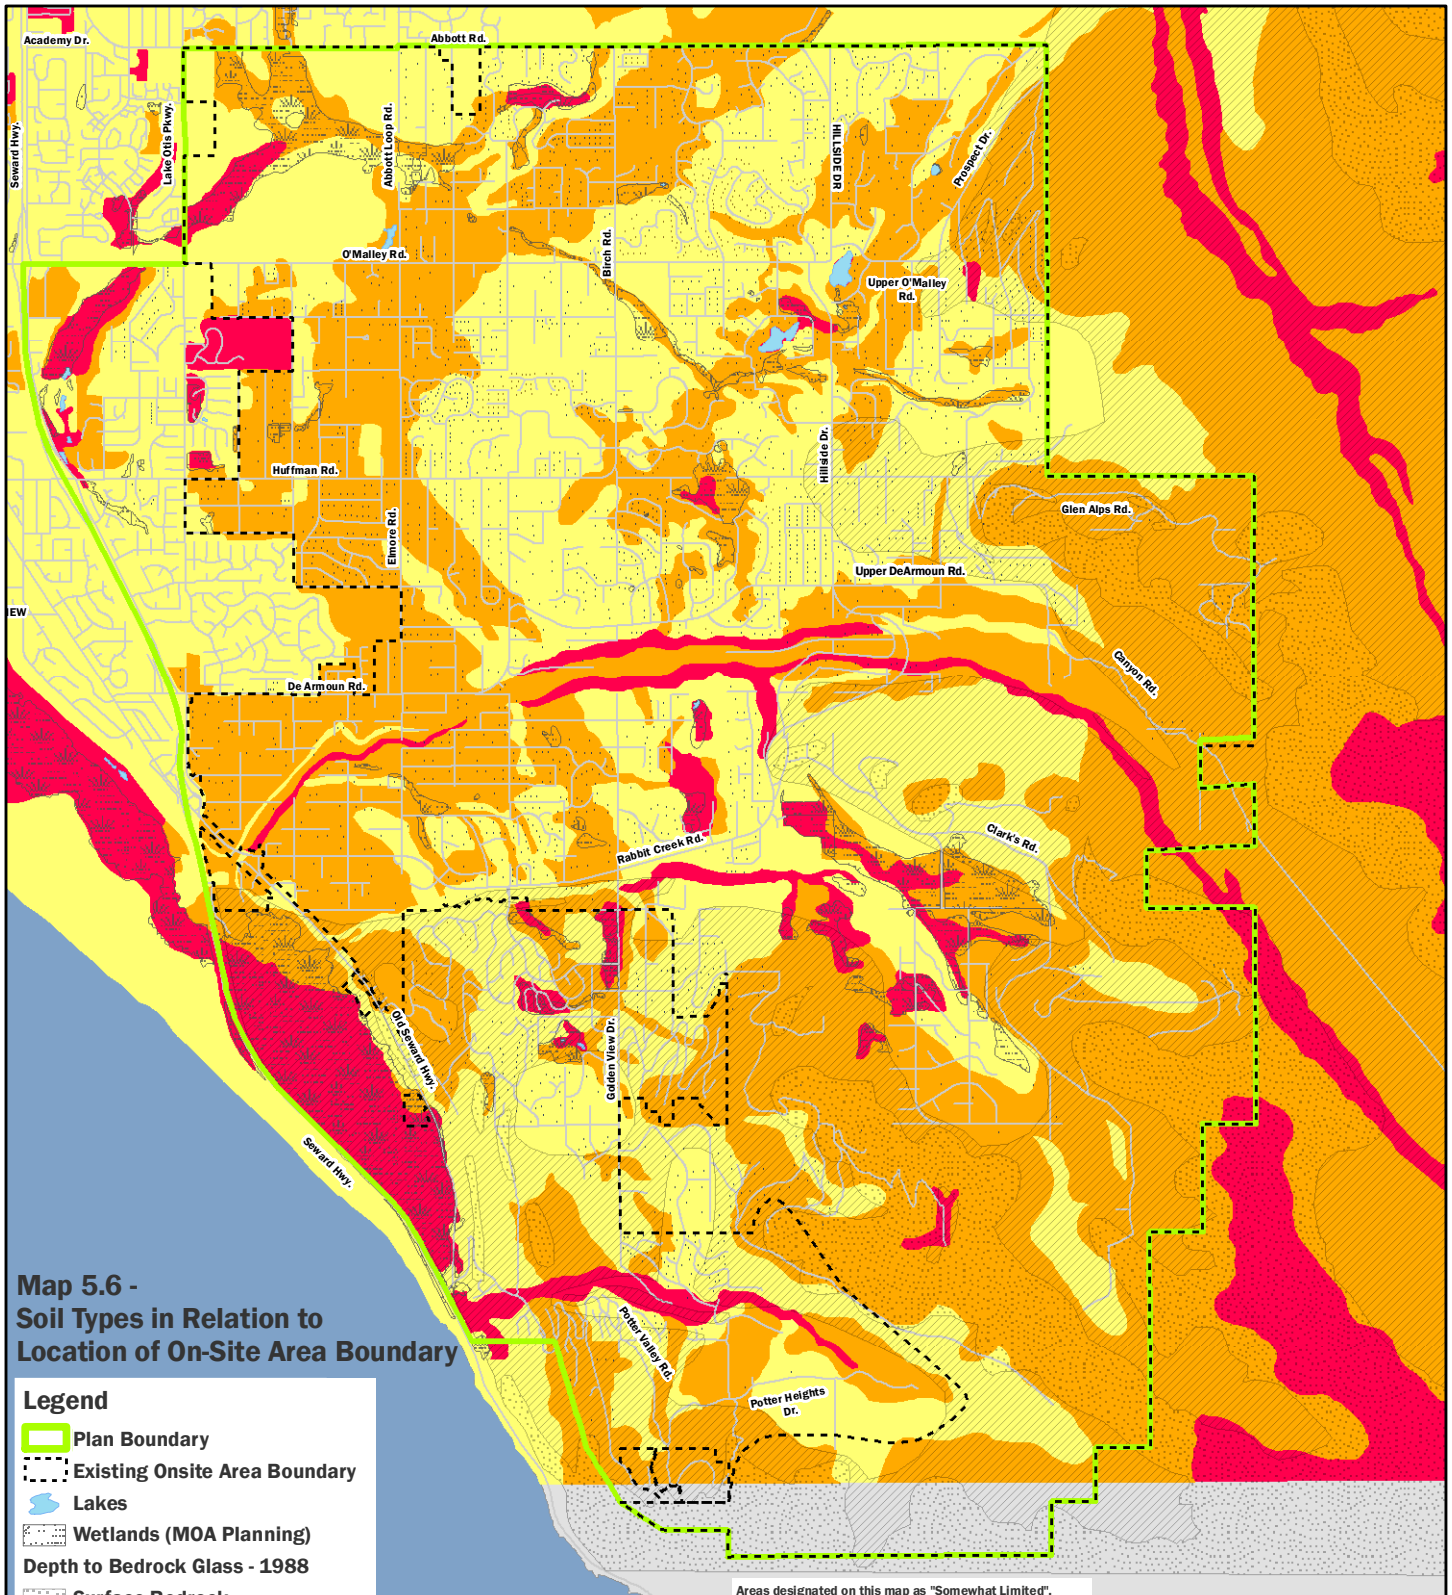 Academy Dr.
Abbott Rd.
Seward Hwy.
Lake Otis Pkwy.
Abbott Loop Rd.
HILLSIDE DR
Prospect Dr.
O'Malley Rd.
Birch Rd.
Upper O'Malley
Rd.
Huffman Rd.
Hillside Dr.
Elmore Rd.
Glen Alps Rd.
Upper DeArmoun Rd.
IEW
De Armoun Rd.
Canyon Rd.
Rabbit Creek Rd.
Clark's Rd.
Old Seward Hwy.
Golden View Dr.
Seward Hwy.
Potter Valley Rd.
Potter Heights
Dr.
Map 5.6 -
Soil Types in Relation to
Location of On-Site Area Boundary
Legend
Plan Boundary
Existing Onsite Area Boundary
Lakes
Wetlands (MOA Planning)
Depth to Bedrock Glass - 1988
Surface Bedrock
Areas designated on this map as "Somewhat Limited".